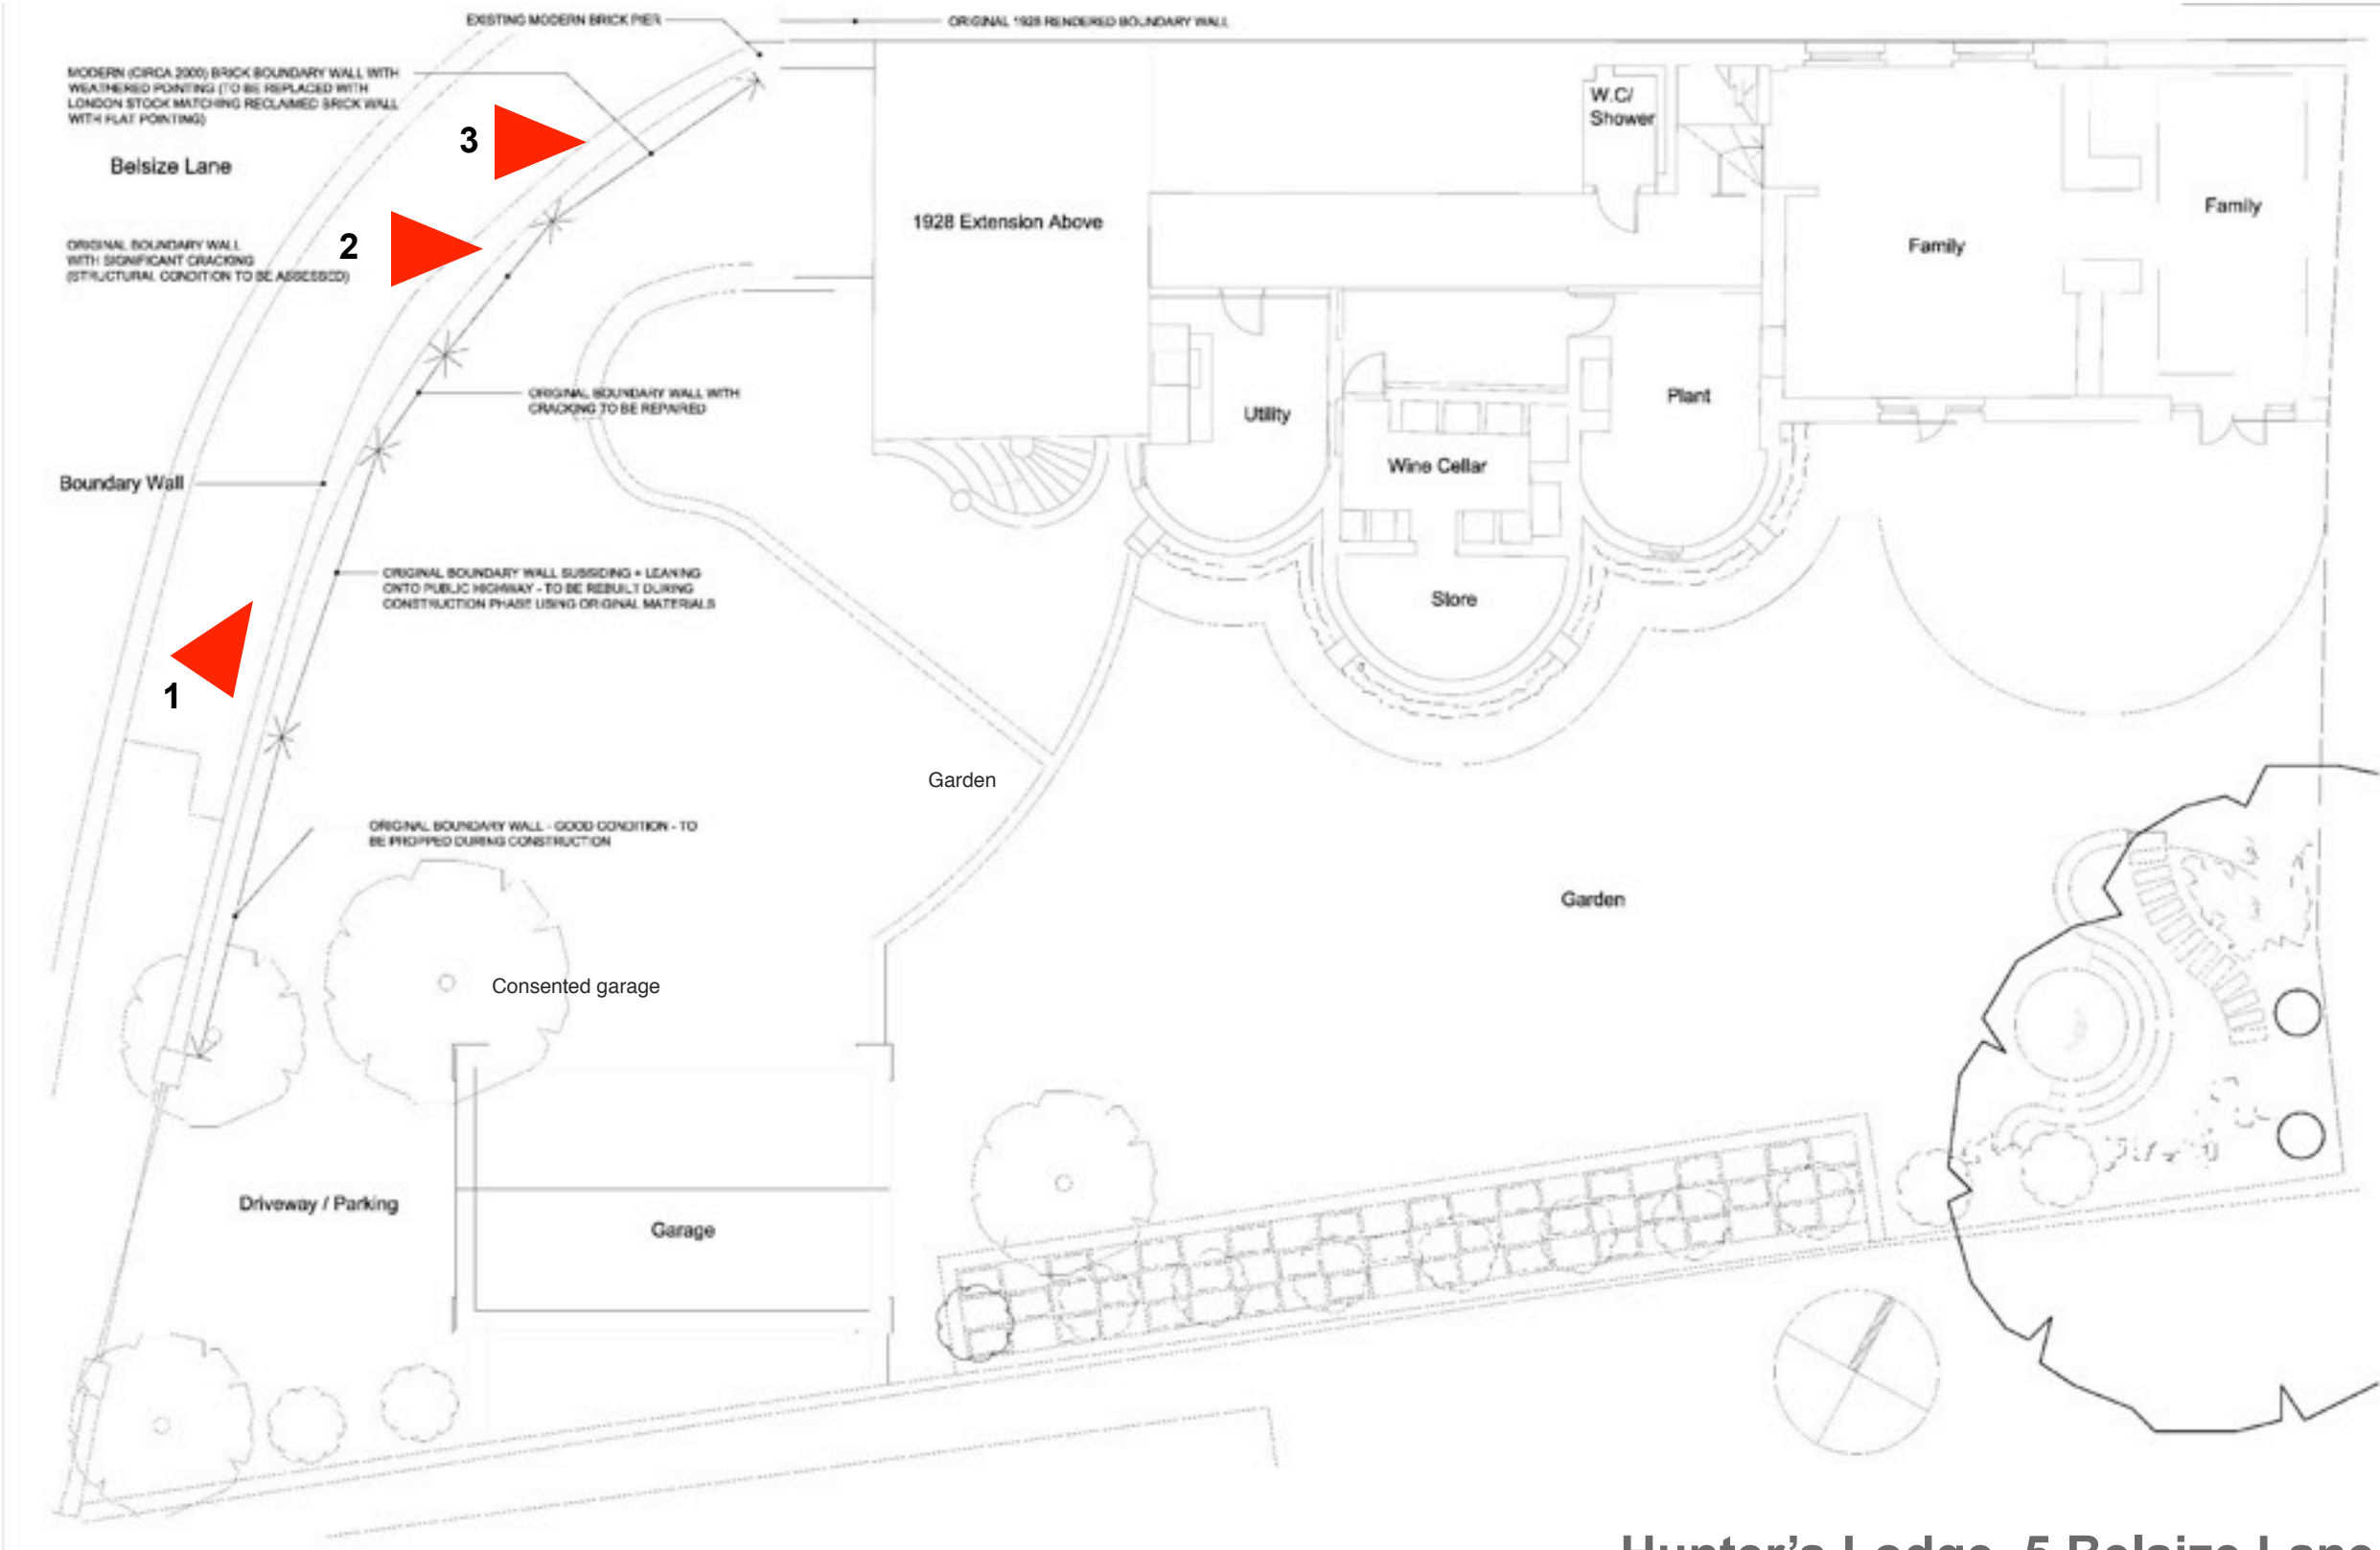 EXISTING MODERN BRICK PIER
ORIGINAL 1928 RENDERED BOUNDARY WALL
MODERN (CIRCA 2000) BRICK BOUNDARY WALL WITH
WEATHERED POINTING (TO BE REPLACED WITH
LONDON STOCK MATCHING RECLAIMED BRICK WALL
WITH FLAT POINTING)
3
W.C/
Shower
Belsize Lane
1928 Extension Above
Family
Family
2
ORIGINAL BOUNDARY WALL
WITH SIGNIFICANT CRACKING
(STRUCTURAL CONDITION TO BE ASSESSED)
ORIGINAL BOUNDARY WALL WITH
CRACKING TO BE REPAIRED
Utility
Plant
Wine Cellar
Boundary Wall
ORIGINAL BOUNDARY WALL SUBSIDING + LEANING
ONTO PUBLIC HIGHWAY - TO BE REBUILT DURING
CONSTRUCTION PHASE USING ORIGINAL MATERIALS
Store
1
Garden
ORIGINAL BOUNDARY WALL - GOOD CONDITION - TO
BE PROPPED DURING CONSTRUCTION
Garden
Consented garage
Driveway / Parking
Garage
Hunter's Lodge, 5 Belsize Lane